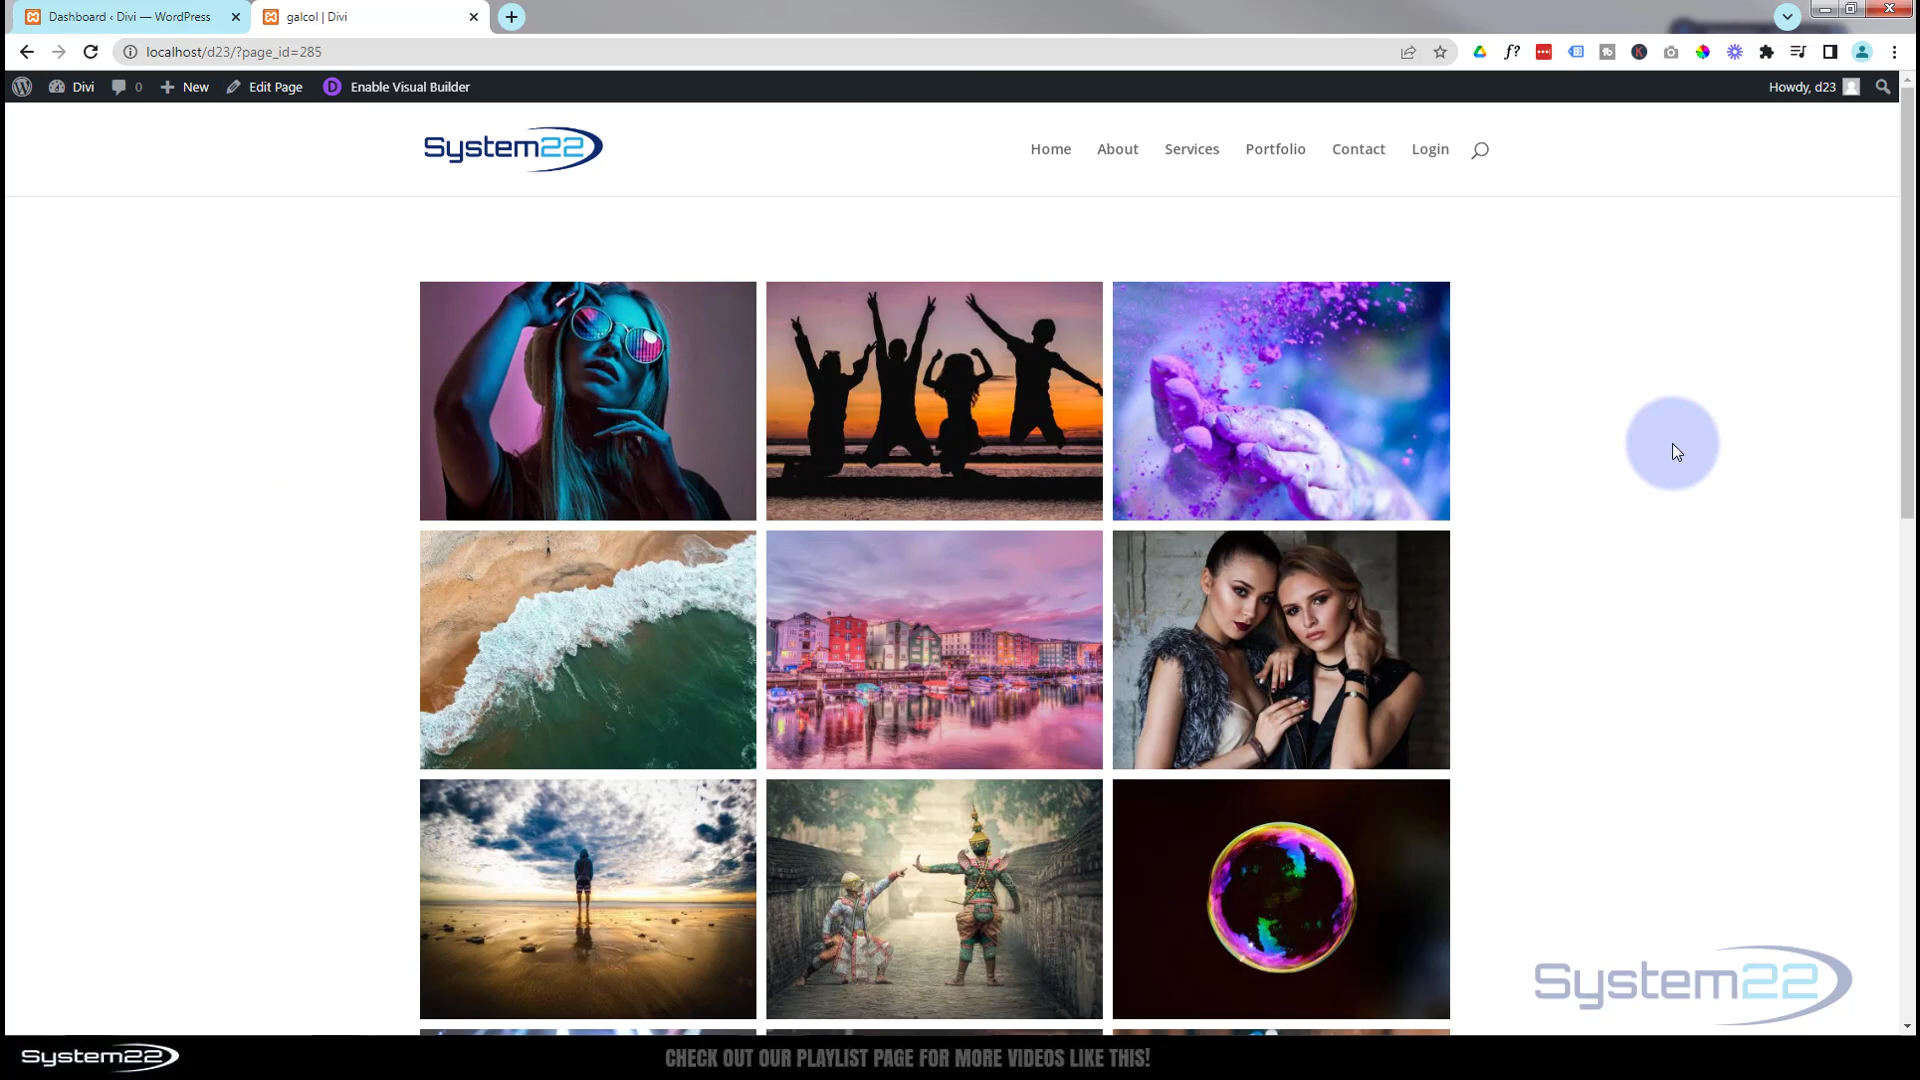 Dashboard ‹ Divi — WordPress
galcol | Divi
localhost/d23/?page_id=285
Divi
0
New
Edit Page
Enable Visual Builder
Howdy, d23
System22
Home
About
Services
Portfolio
Contact
Login
System22
System22
CHECK OUT OUR PLAYLIST PAGE FOR MORE VIDEOS LIKE THIS!